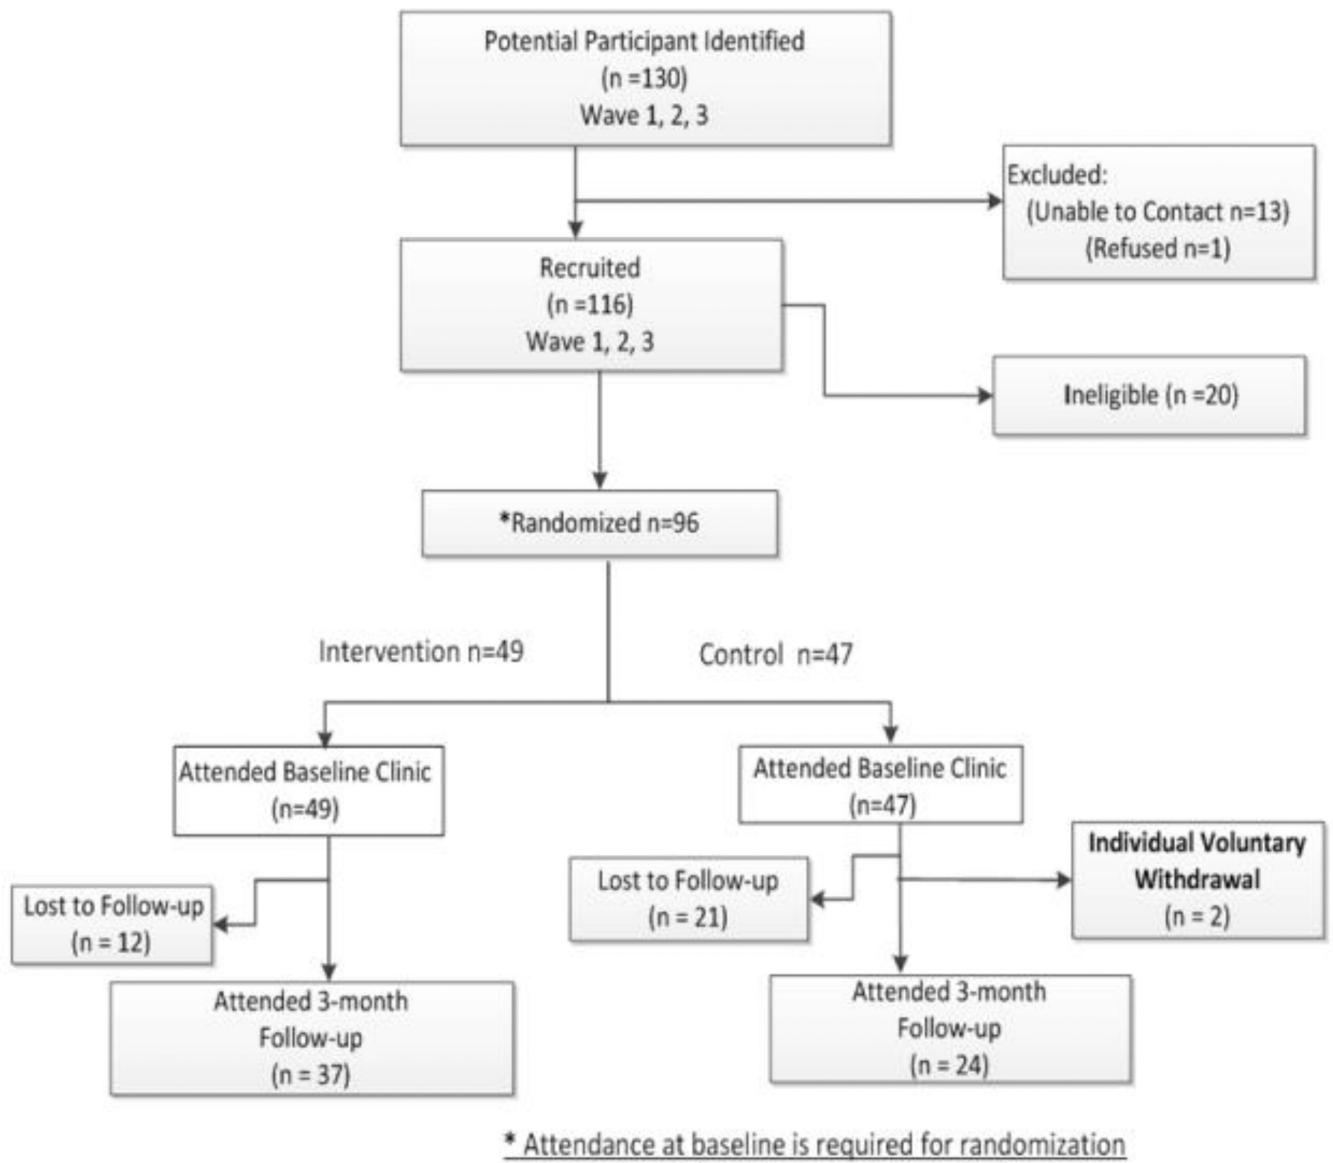 Potential Participant Identified
(n =130)
Wave 1, 2, 3
Excluded:
(Unable to Contact n=13)
(Refused n=1)
Recruited
(n =116)
Wave 1, 2, 3
Ineligible (n =20)
*Randomized n=96
Intervention n=49
Control n=47
Attended Baseline Clinic
(n=49)
Attended Baseline Clinic
(n=47)
Lost to Follow-up
(n = 12)
Lost to Follow-up
(n = 21)
Individual Voluntary
Withdrawal
(n = 2)
Attended 3-month
Follow-up
(n = 37)
Attended 3-month
Follow-up
(n = 24)
* Attendance at baseline is required for randomization